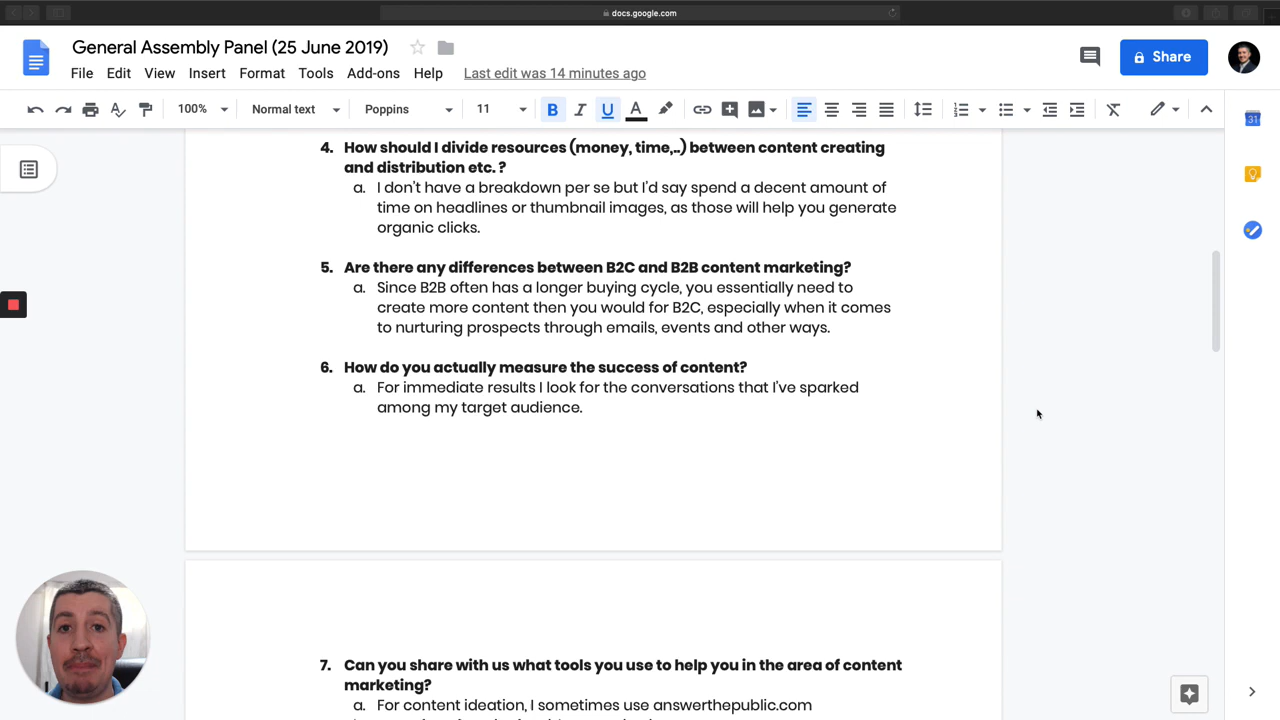 docs.google.com
General Assembly Panel (25 June 2019)
File Edit View Insert Format Tools Add-ons Help Last edit was 14 minutes ago
Share
100% Normal text Poppins 11 B I U A
31
4. How should I divide resources (money, time,..) between content creating
and distribution etc. ?
a. I don't have a breakdown per se but I'd say spend a decent amount of
time on headlines or thumbnail images, as those will help you generate
organic clicks.
5. Are there any differences between B2C and B2B content marketing?
a. Since B2B often has a longer buying cycle, you essentially need to
create more content then you would for B2C, especially when it comes
to nurturing prospects through emails, events and other ways.
6. How do you actually measure the success of content?
a. For immediate results I look for the conversations that I've sparked
among my target audience.
7. Can you share with us what tools you use to help you in the area of content
marketing?
a. For content ideation, I sometimes use answerthepublic.com